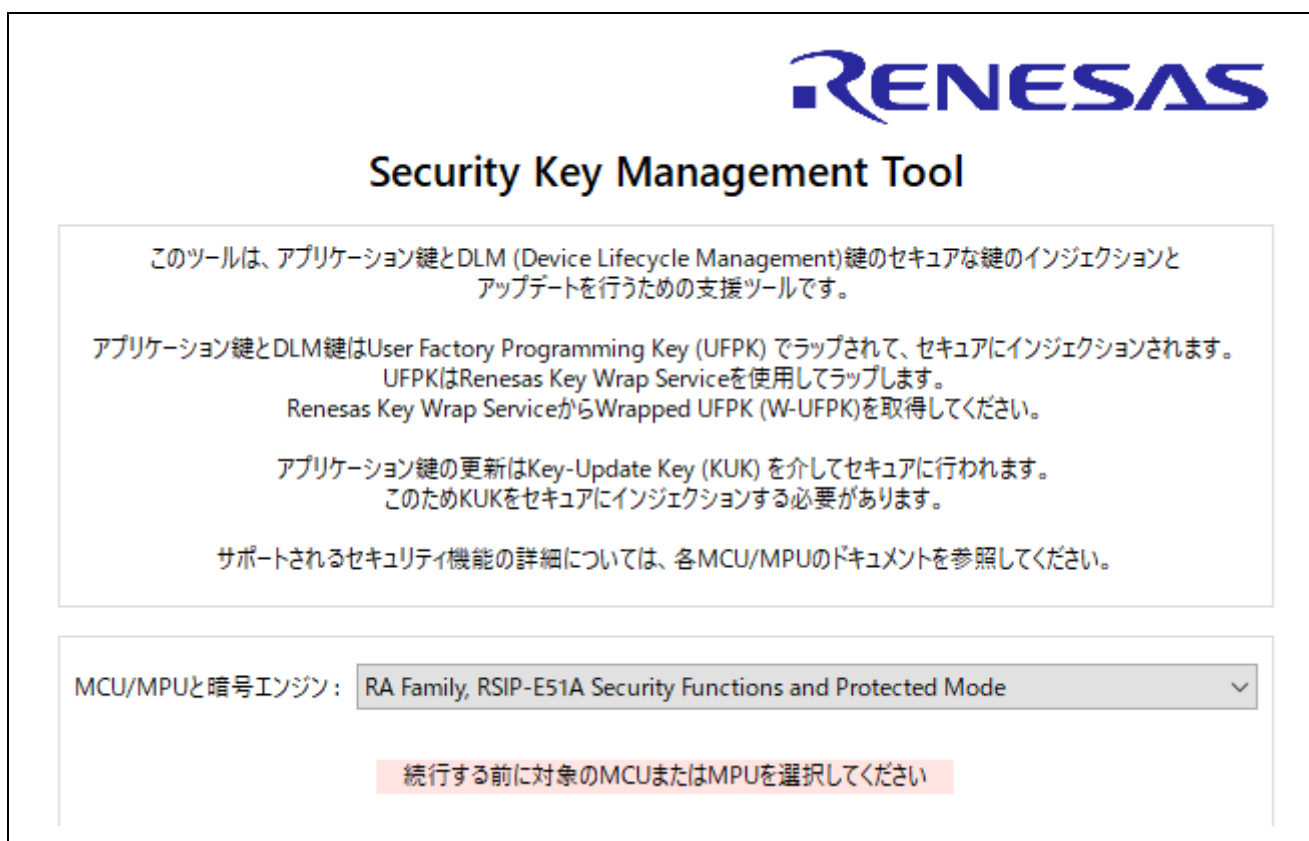 RENESAS
Security Key Management Tool
このツールは、アプリケーション鍵とDLM (Device Lifecycle Management)鍵のセキュアな鍵のインジェクションと
アップデートを行うための支援ツールです。
アプリケーション鍵とDLM鍵はUser Factory Programming Key (UFPK) でラップされて、セキュアにインジェクションされます。
UFPKはRenesas Key Wrap Serviceを使用してラップします。
Renesas Key Wrap ServiceからWrapped UFPK (W-UFPK)を取得してください。
アプリケーション鍵の更新はKey-Update Key (KUK) を介してセキュアに行われます。
このためKUKをセキュアにインジェクションする必要があります。
サポートされるセキュリティ機能の詳細については、各MCU/MPUのドキュメントを参照してください。
MCU/MPUと暗号エンジン : RA Family, RSIP-E51A Security Functions and Protected Mode
続行する前に対象のMCUまたはMPUを選択してください